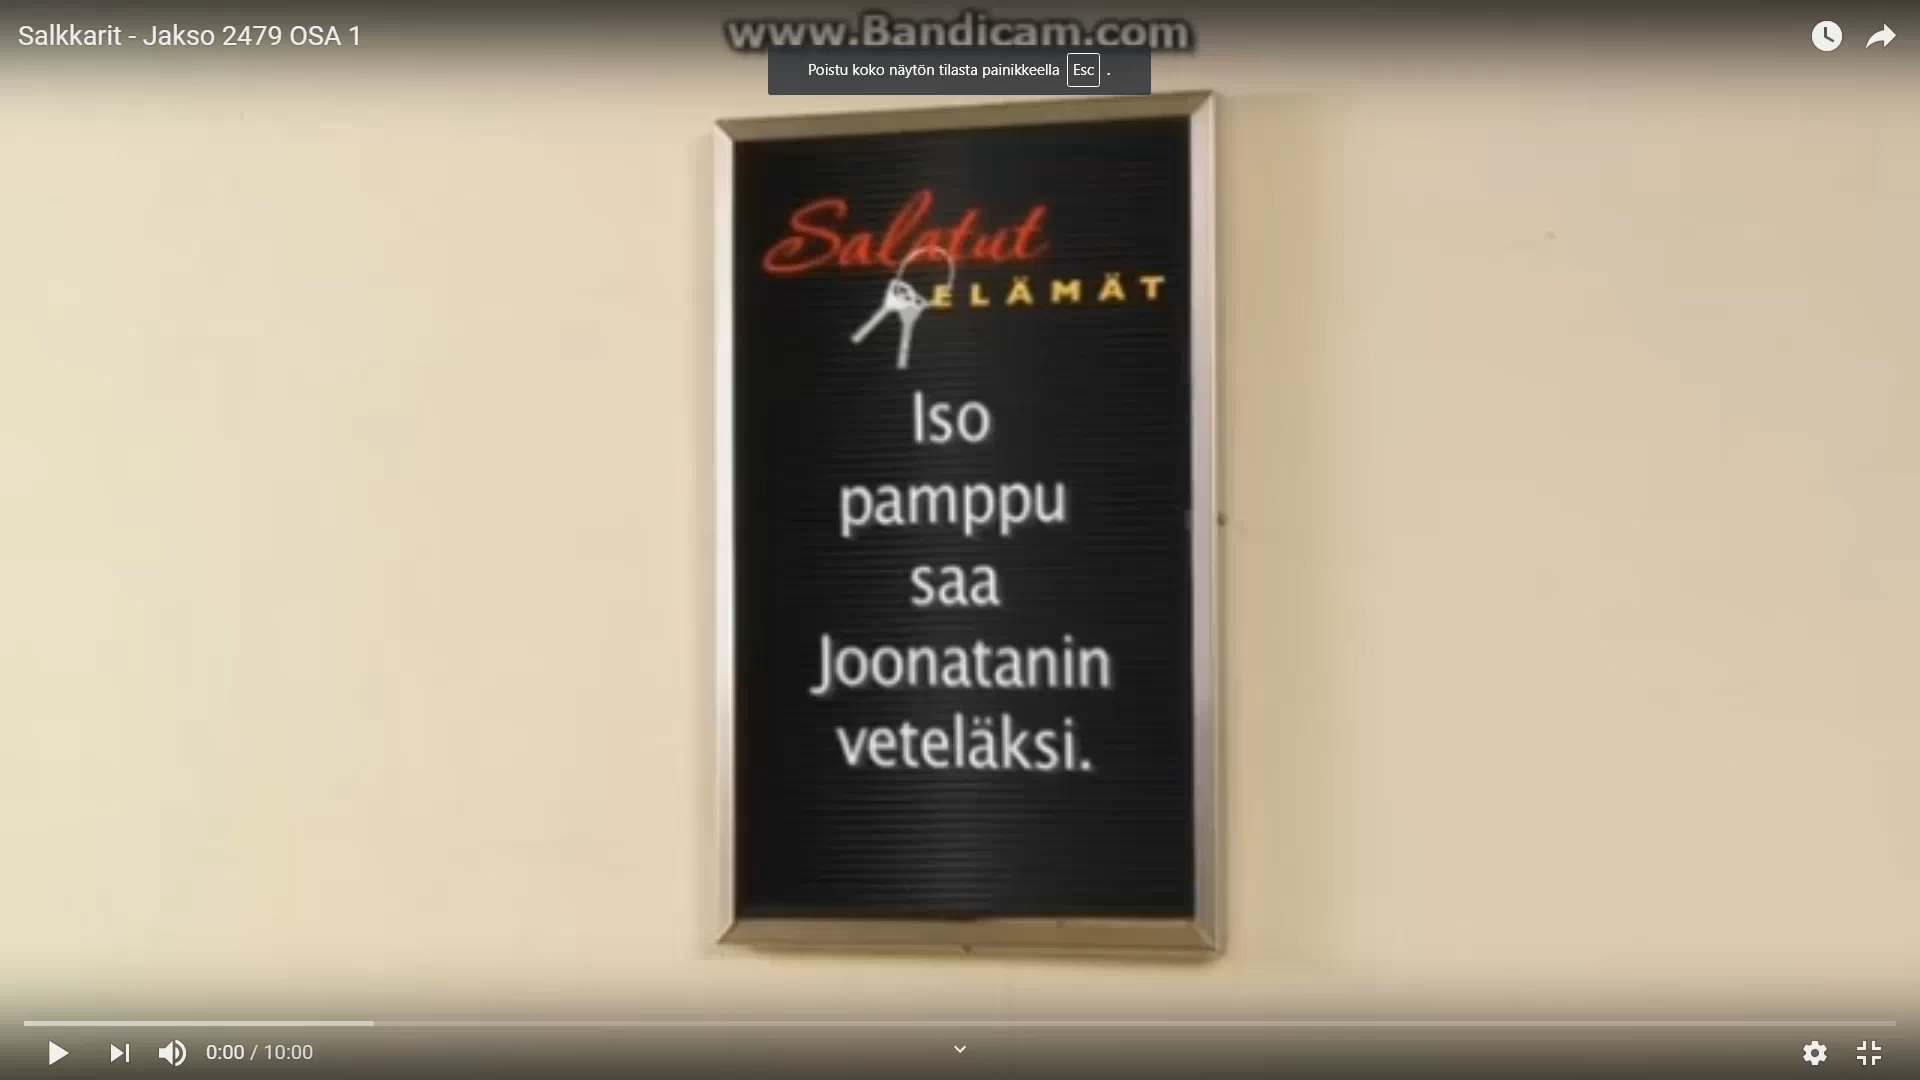 Salkkarit - Jakso 2479 OSA 1
www.Bandicam.com
Poistu koko näytön tilasta painikkeella Esc .
Salatut
ELÄMÄT
Iso
pamppu
saa
Joonatanin
veteläksi.
0:00 / 10:00